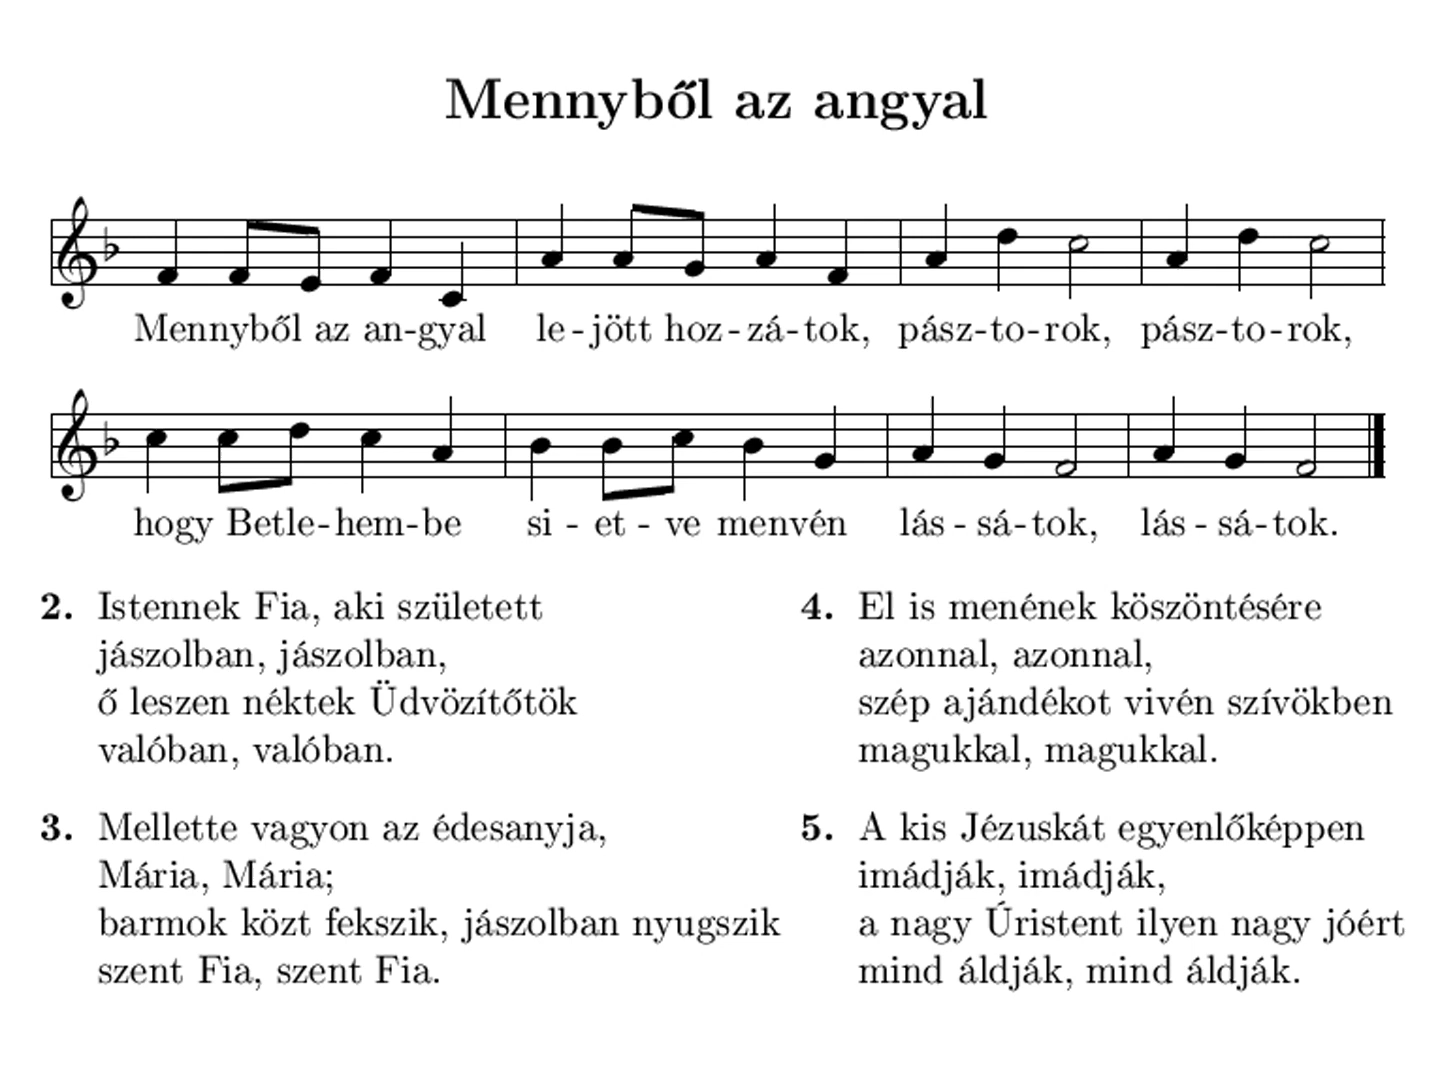 Mennyből az angyal
Mennyből az an-gyal le-jött hoz-zá-tok, pász-to-rok, pász-to-rok,
hogy Betle-hem-be si-et-ve menvén lás-sá-tok, lás-sá-tok.
2. Istennek Fia, aki született
jászolban, jászolban,
ő leszen néktek Üdvözítőtök
valóban, valóban.
3. Mellette vagyon az édesanyja,
Mária, Mária;
barmok közt fekszik, jászolban nyugszik
szent Fia, szent Fia.
4. El is menének köszöntésére
azonnal, azonnal,
szép ajándékot vivén szívökben
magukkal, magukkal.
5. A kis Jézuskát egyenlőképpen
imádják, imádják,
a nagy Úristent ilyen nagy jóért
mind áldják, mind áldják.